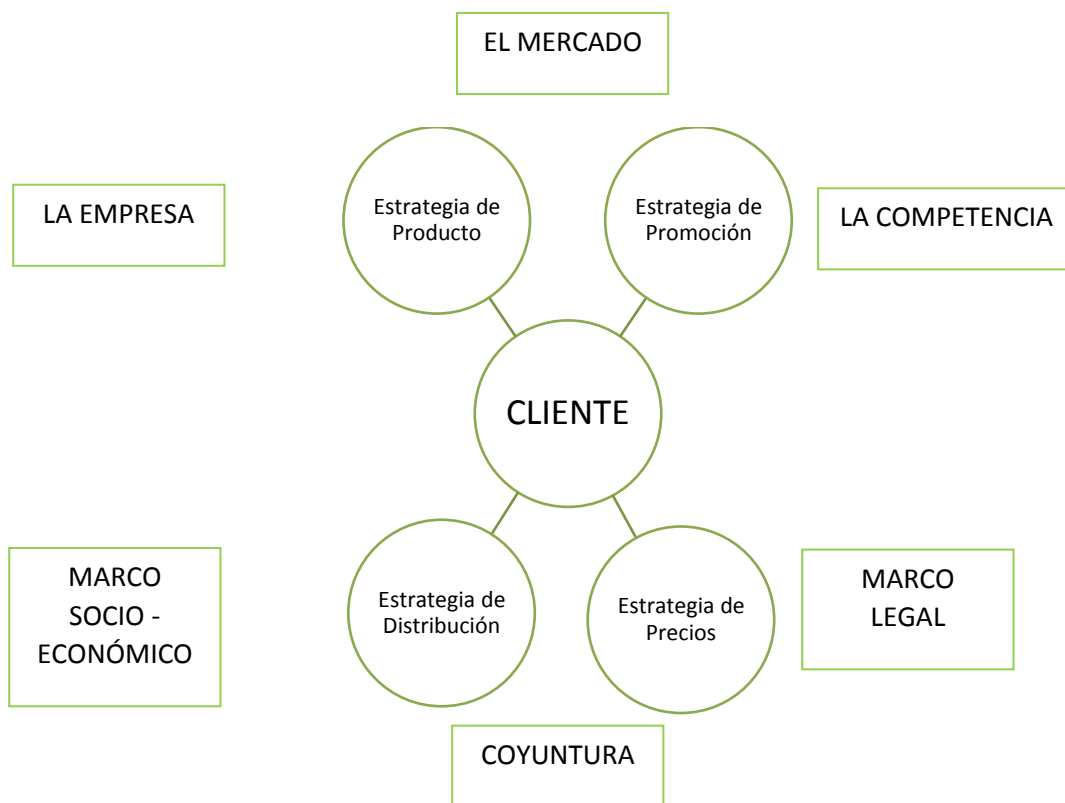 EL MERCADO
LA EMPRESA
Estrategia de
Producto
Estrategia de
Promoción
LA COMPETENCIA
CLIENTE
MARCO
SOCIO -
ECONÓMICO
Estrategia de
Distribución
Estrategia de
Precios
MARCO
LEGAL
COYUNTURA